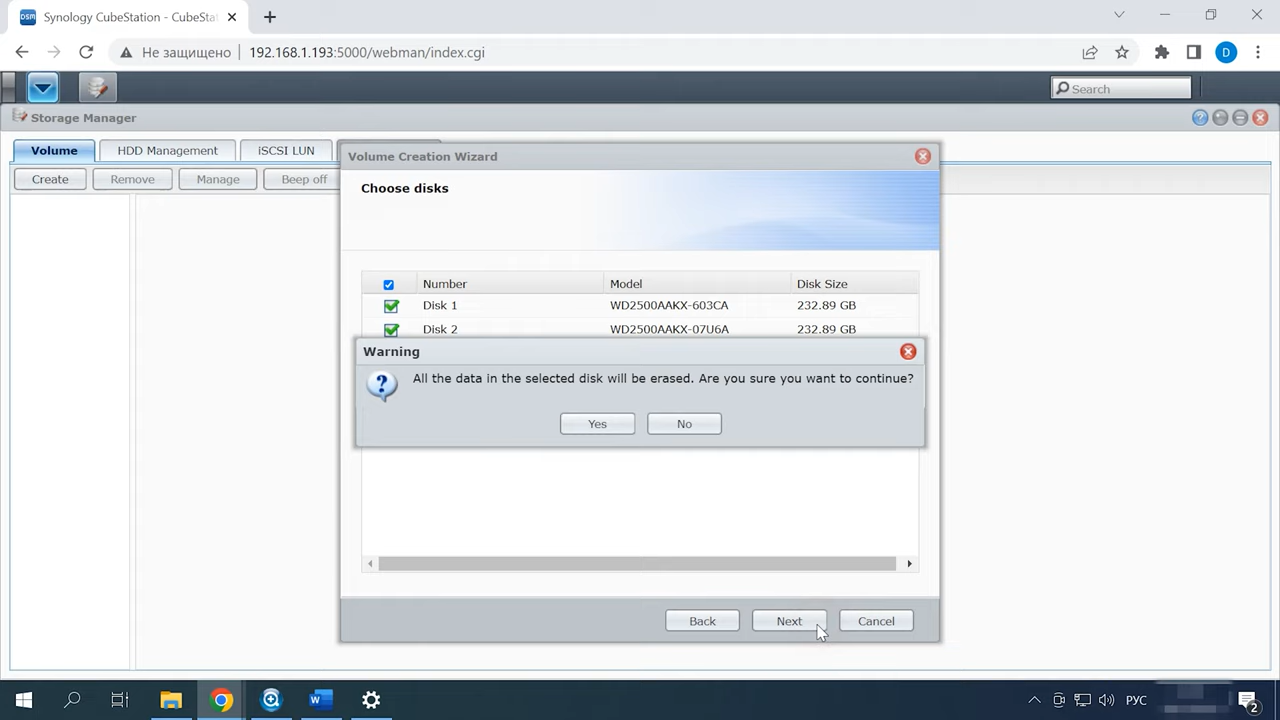 DSM Synology CubeStation - CubeSta
Не защищено 192.168.1.193:5000/webman/index.cgi D
Search
Storage Manager
Volume HDD Management iSCSI LUN
Create Remove Manage Beep off
Volume Creation Wizard
Choose disks
Number Model Disk Size
Disk 1 WD2500AAKX-603CA 232.89 GB
Disk 2 WD2500AAKX-07U6A 232.89 GB
Warning
All the data in the selected disk will be erased. Are you sure you want to continue?
Yes No
Back Next Cancel
W РУС 2